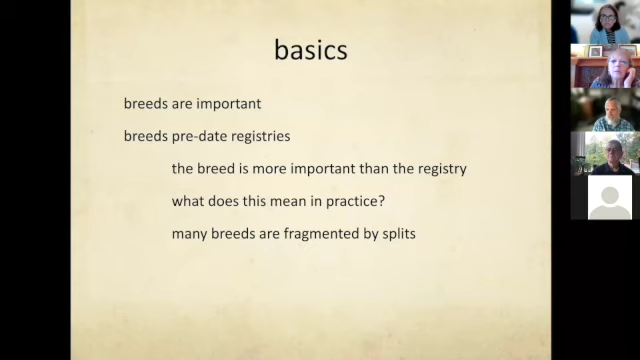 basics
breeds are important
breeds pre-date registries
the breed is more important than the registry
what does this mean in practice?
many breeds are fragmented by splits